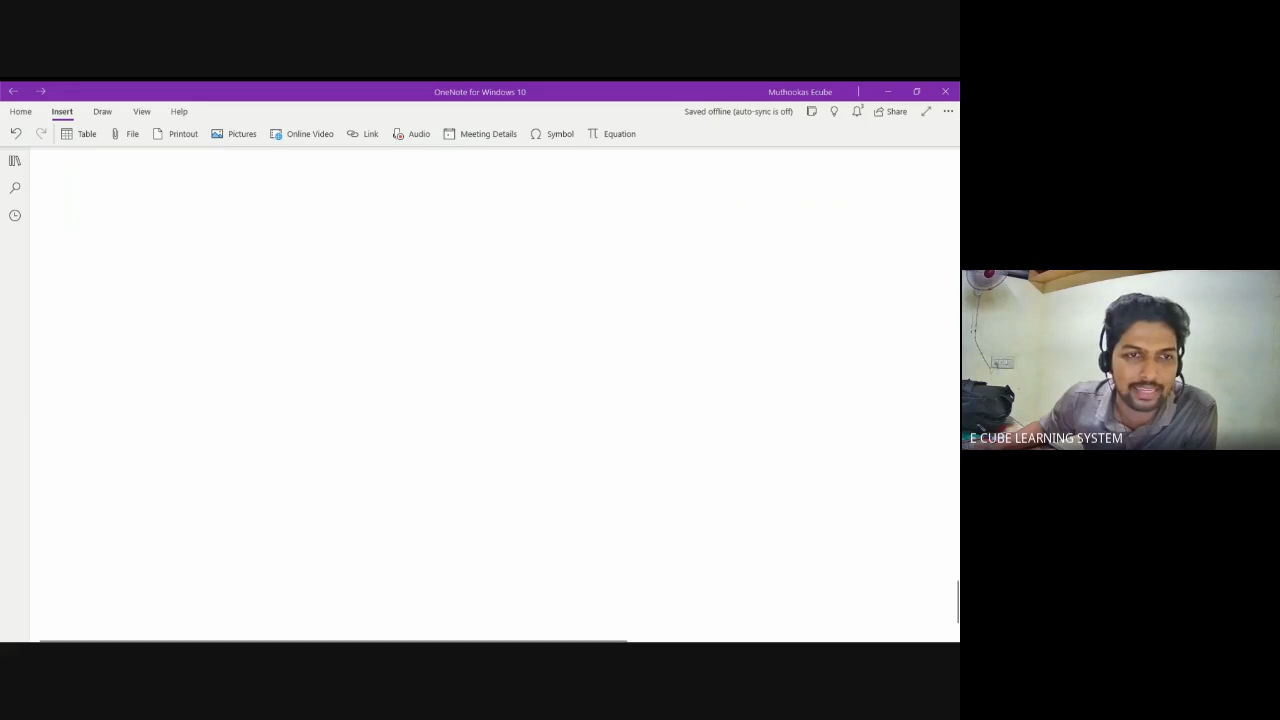 OneNote for Windows 10
Muthookas Ecube
Home Insert Draw View Help
Saved offline (auto-sync is off)
Share
Table File Printout Pictures Online Video Link Audio Meeting Details Symbol Equation
E CUBE LEARNING SYSTEM